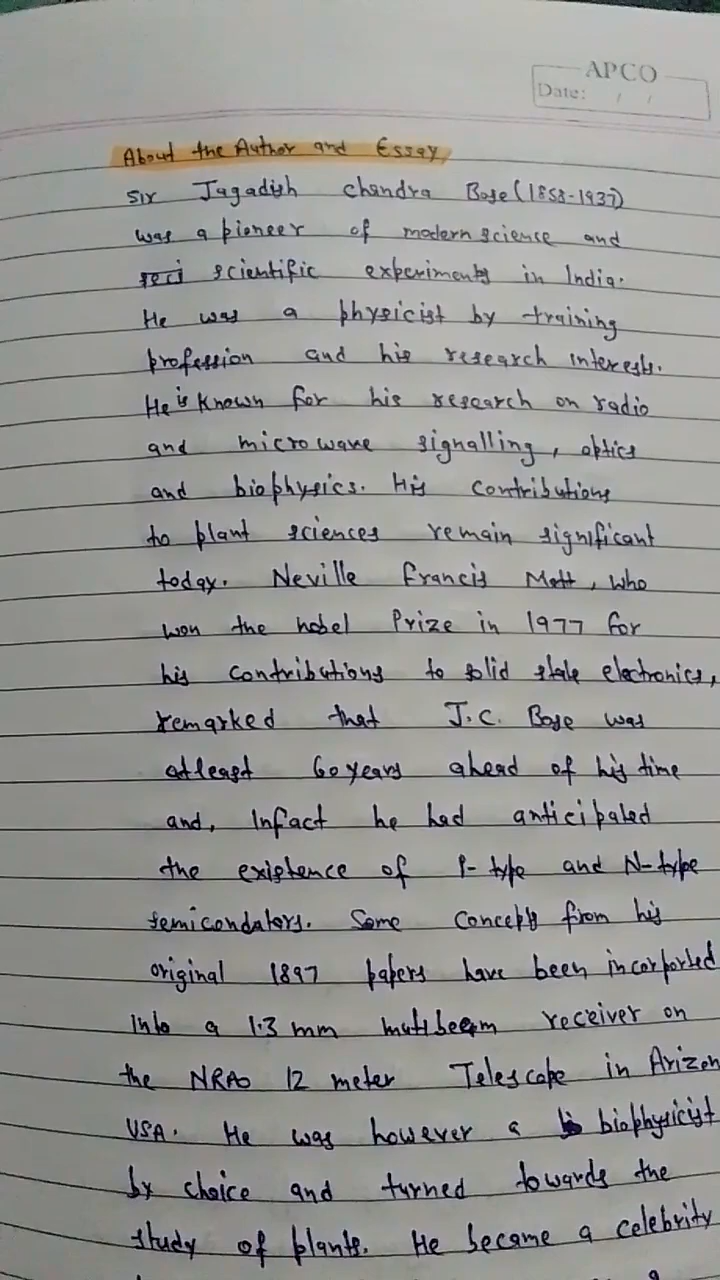 APCO
Date: / /
About the Author and Essay
Sir Jagadish chandra Bose (1858-1937)
was a pioneer of modern science and
scientific experiments in India.
He was a physicist by training
profession and his research interests.
He is known for his research on radio
and microwave signalling, optics
and biophysics. His contributions
to plant sciences remain significant
today. Neville Francis Mott, who
won the nobel Prize in 1977 for
his contributions to solid state electronics,
remarked that J.C. Bose was
atleast 60 years ahead of his time
and, Infact he had anticipated
the existence of P-type and N-type
semicondators. Some concepts from his
original 1897 papers have been incorported
into a 1.3 mm multibeam receiver on
the NRAO 12 meter Telescope in Arizon
USA. He was however a biophysicist
by choice and turned towards the
study of plants. He became a celebrity